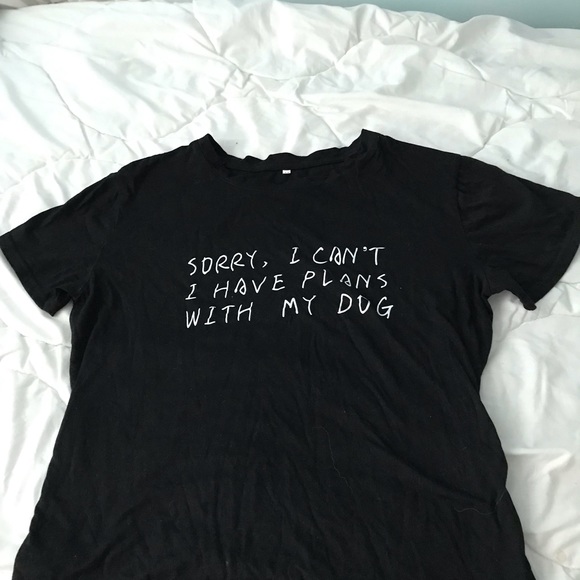 SORRY, I CAN'T
I HAVE PLANS
WITH MY DOG